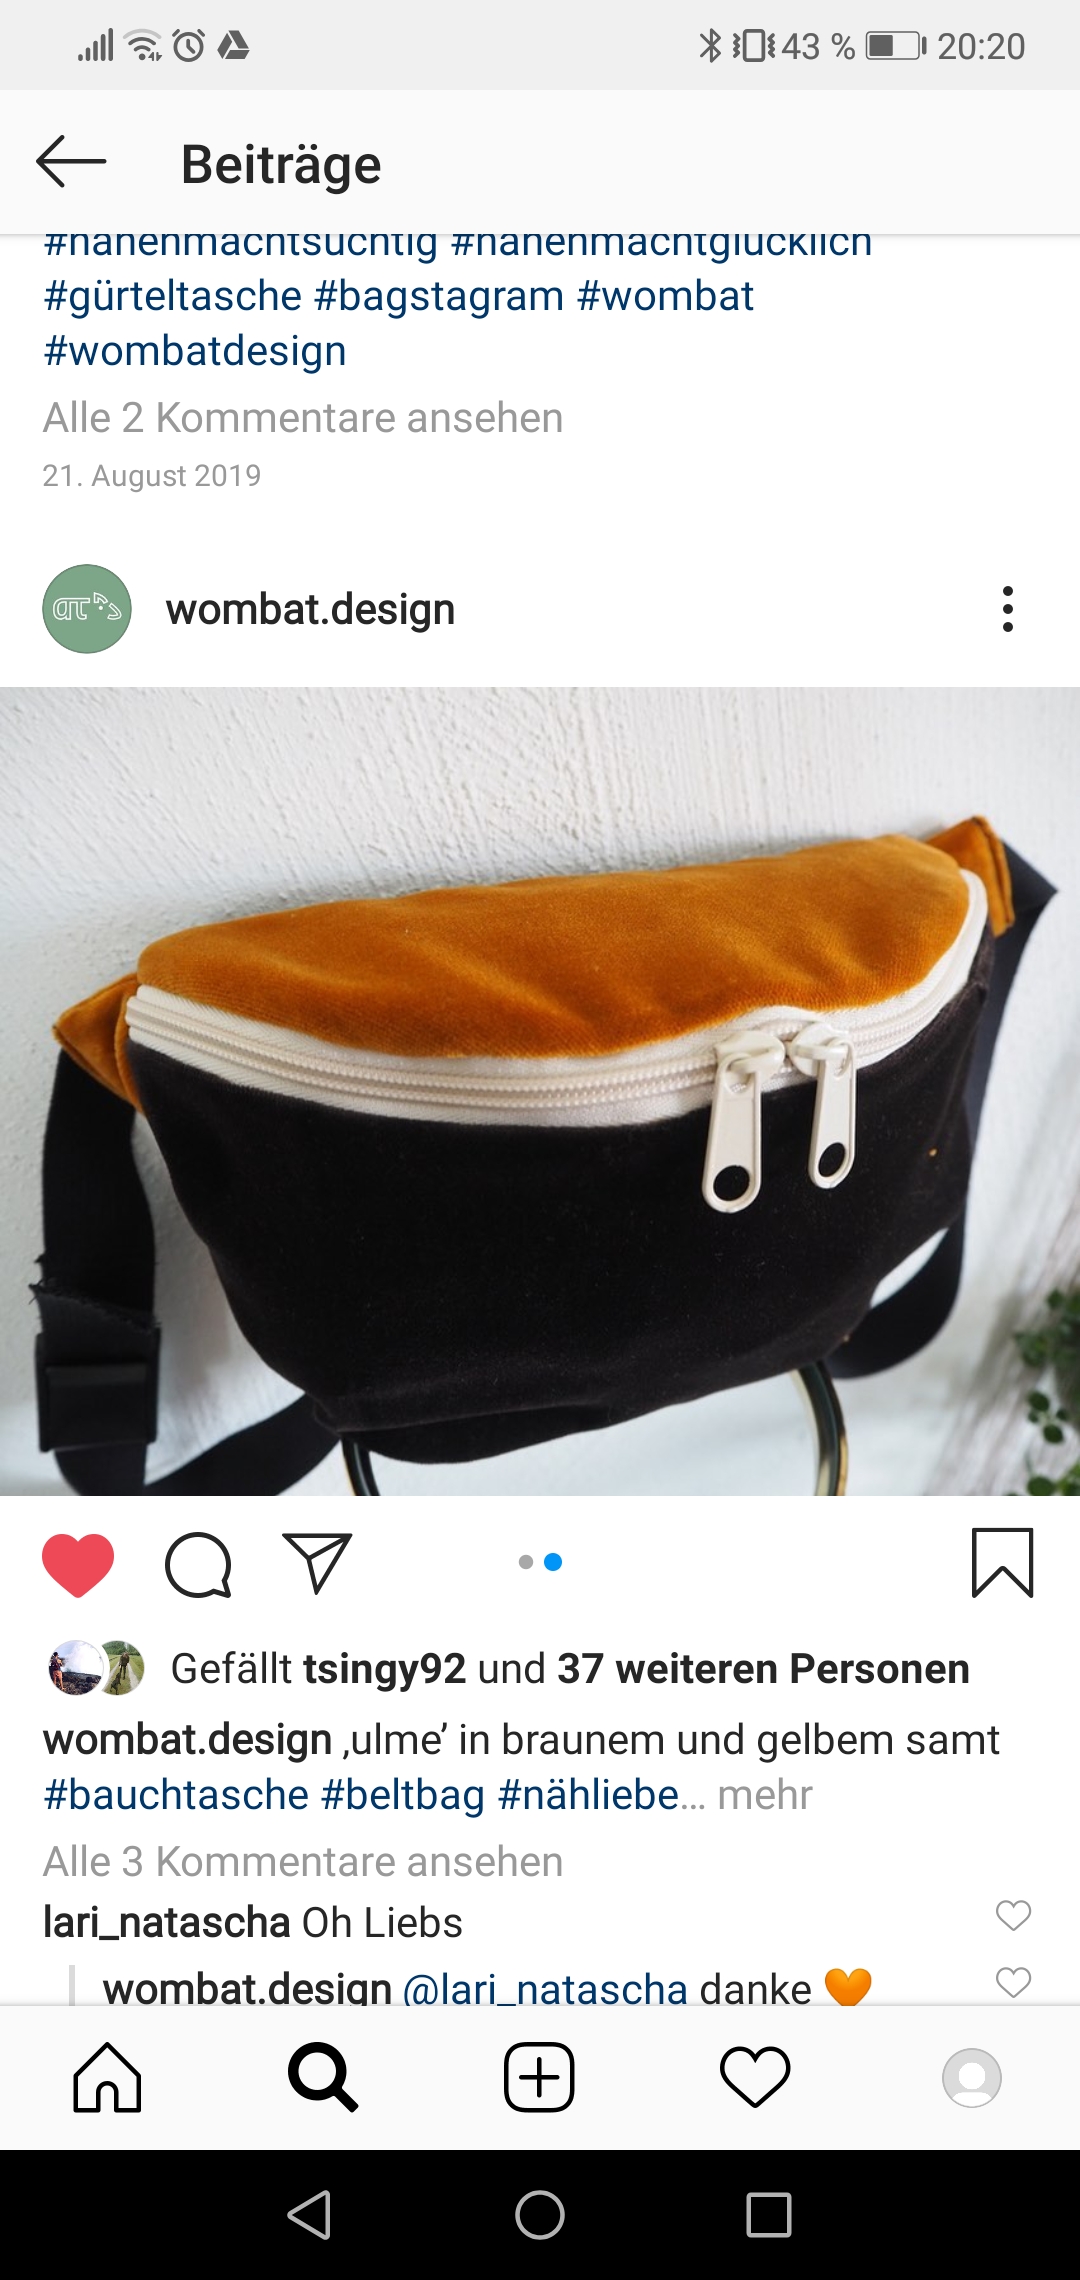 43 % 20:20
Beiträge
#nähenmachtsüchtig #nähenmachtglücklich
#gürteltasche #bagstagram #wombat
#wombatdesign
Alle 2 Kommentare ansehen
21. August 2019
wombat.design
Gefällt tsingy92 und 37 weiteren Personen
wombat.design ‚ulme’ in braunem und gelbem samt
#bauchtasche #beltbag #nähliebe... mehr
Alle 3 Kommentare ansehen
lari_natascha Oh Liebs
wombat.design @lari_natascha danke 🧡